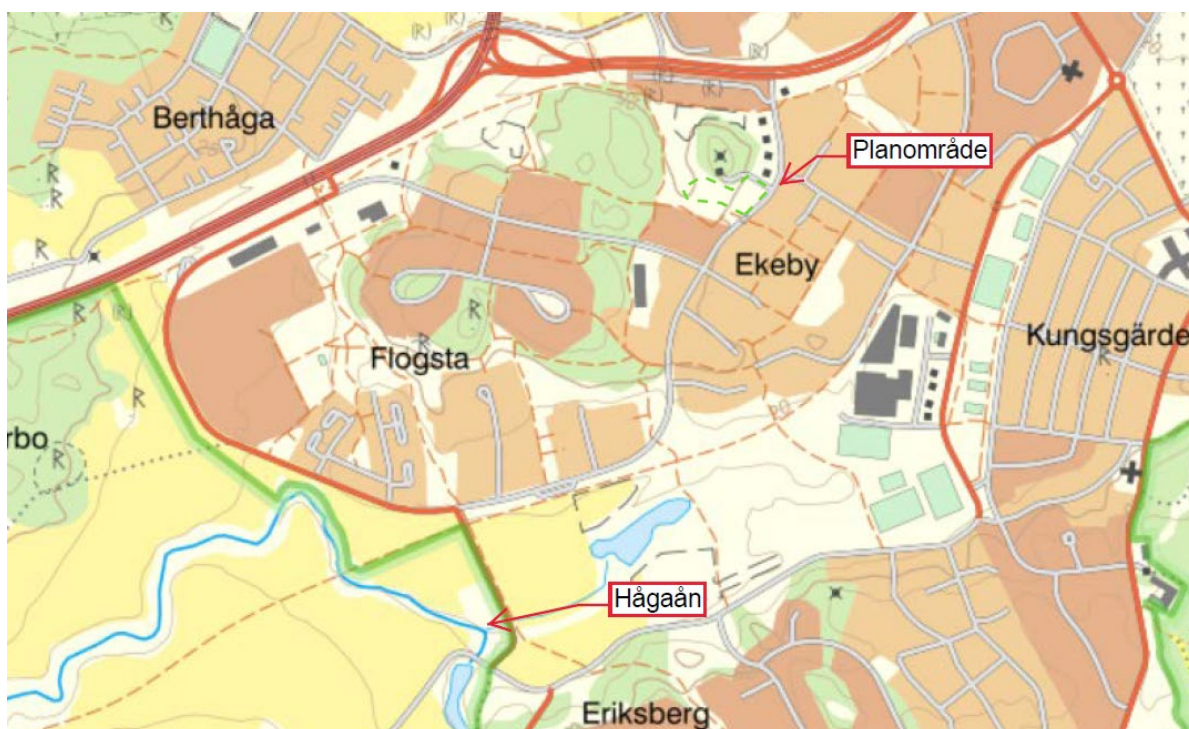 Berthåga
Planområde
Ekeby
Kungsgärde
Flogsta
rbo
Hågaån
Eriksberg
R
R
R
R
R
R
R
R
R
(R)
(R)
(R)
(R)
(R)
(R)